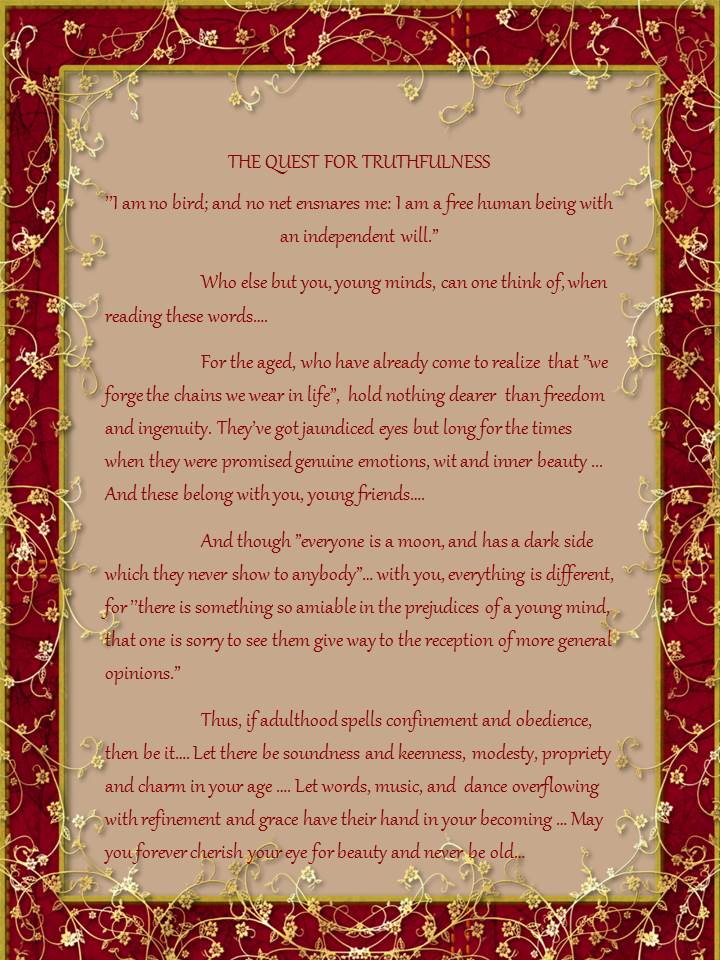 THE QUEST FOR TRUTHFULNESS
"I am no bird; and no net ensnares me: I am a free human being with
an independent will."
Who else but you, young minds, can one think of, when
reading these words....
For the aged, who have already come to realize that "we
forge the chains we wear in life", hold nothing dearer than freedom
and ingenuity. They've got jaundiced eyes but long for the times
when they were promised genuine emotions, wit and inner beauty ...
And these belong with you, young friends....
And though "everyone is a moon, and has a dark side
which they never show to anybody"... with you, everything is different,
for "there is something so amiable in the prejudices of a young mind,
that one is sorry to see them give way to the reception of more general
opinions."
Thus, if adulthood spells confinement and obedience,
then be it.... Let there be soundness and keenness, modesty, propriety
and charm in your age .... Let words, music, and dance overflowing
with refinement and grace have their hand in your becoming ... May
you forever cherish your eye for beauty and never be old...